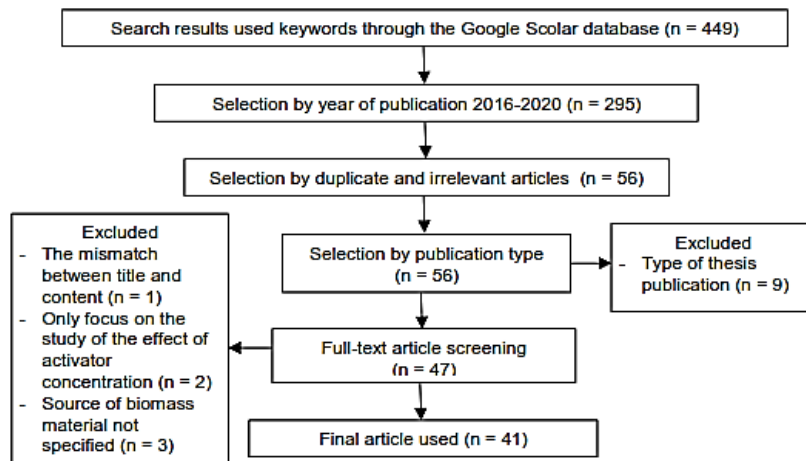 Search results used keywords through the Google Scolar database (n = 449)
Selection by year of publication 2016-2020 (n = 295)
Selection by duplicate and irrelevant articles (n = 56)
Selection by publication type
(n = 56)
Excluded
- Type of thesis
publication (n = 9)
Excluded
- The mismatch
between title and
content (n = 1)
- Only focus on the
study of the effect of
activator
concentration (n = 2)
- Source of biomass
material not
specified (n = 3)
Full-text article screening
(n = 47)
Final article used (n = 41)